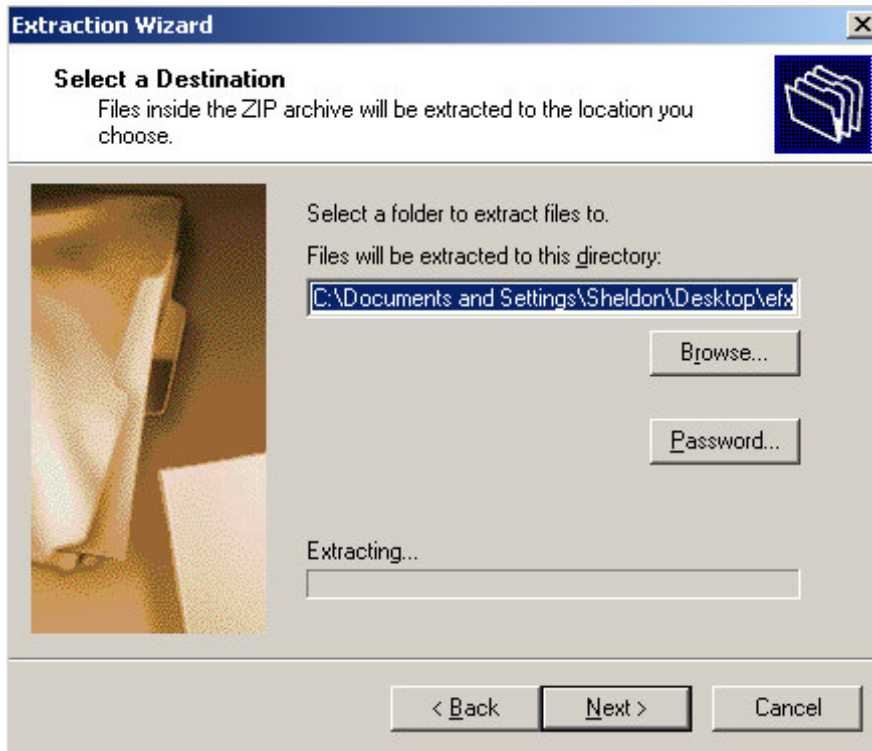 Extraction Wizard
Select a Destination
Files inside the ZIP archive will be extracted to the location you
choose.
Select a folder to extract files to.
Files will be extracted to this directory:
C:\Documents and Settings\Sheldon\Desktop\efx
Browse...
Password...
Extracting...
< Back
Next >
Cancel